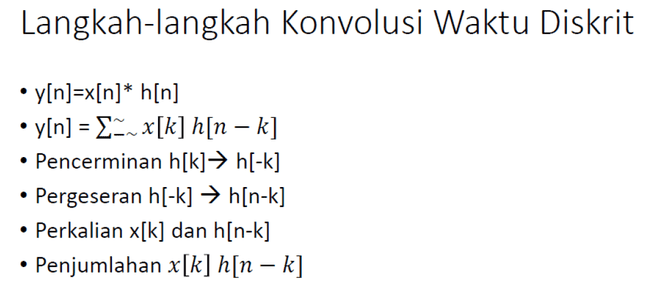 Langkah-langkah Konvolusi Waktu Diskrit
• y[n]=x[n]* h[n]
• y[n] = ∑_{−~}^{~} x[k] h[n − k]
• Pencerminan h[k]→ h[-k]
• Pergeseran h[-k] → h[n-k]
• Perkalian x[k] dan h[n-k]
• Penjumlahan x[k] h[n − k]